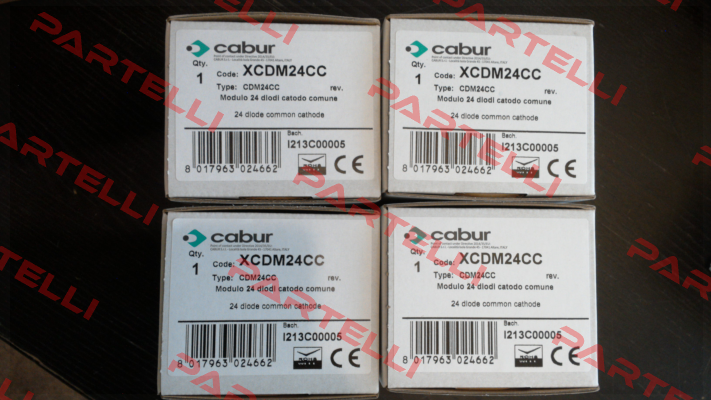 cabur
Qty.
1
Code: XCDM24CC
Type: CDM24CC rev.
Modulo 24 diodi catodo comune
24 diode common cathode
Bach.
I213C00005
8 017963 024662
CE
cabur
Qty.
1
Code: XCDM24CC
Type: CDM24CC rev.
Modulo 24 diodi catodo comune
24 diode common cathode
Bach.
I213C00005
8 017963 024662
CE
cabur
Qty.
1
Code: XCDM24CC
Type: CDM24CC rev.
Modulo 24 diodi catodo comune
24 diode common cathode
Bach.
I213C00005
8 017963 024662
CE
cabur
Qty.
1
Code: XCDM24CC
Type: CDM24CC rev.
Modulo 24 diodi catodo comune
24 diode common cathode
Bach.
I213C00005
8 017963 024662
CE
PARTELLI
PARTELLI
PARTELLI
PARTELLI
PARTELLI
PARTELLI